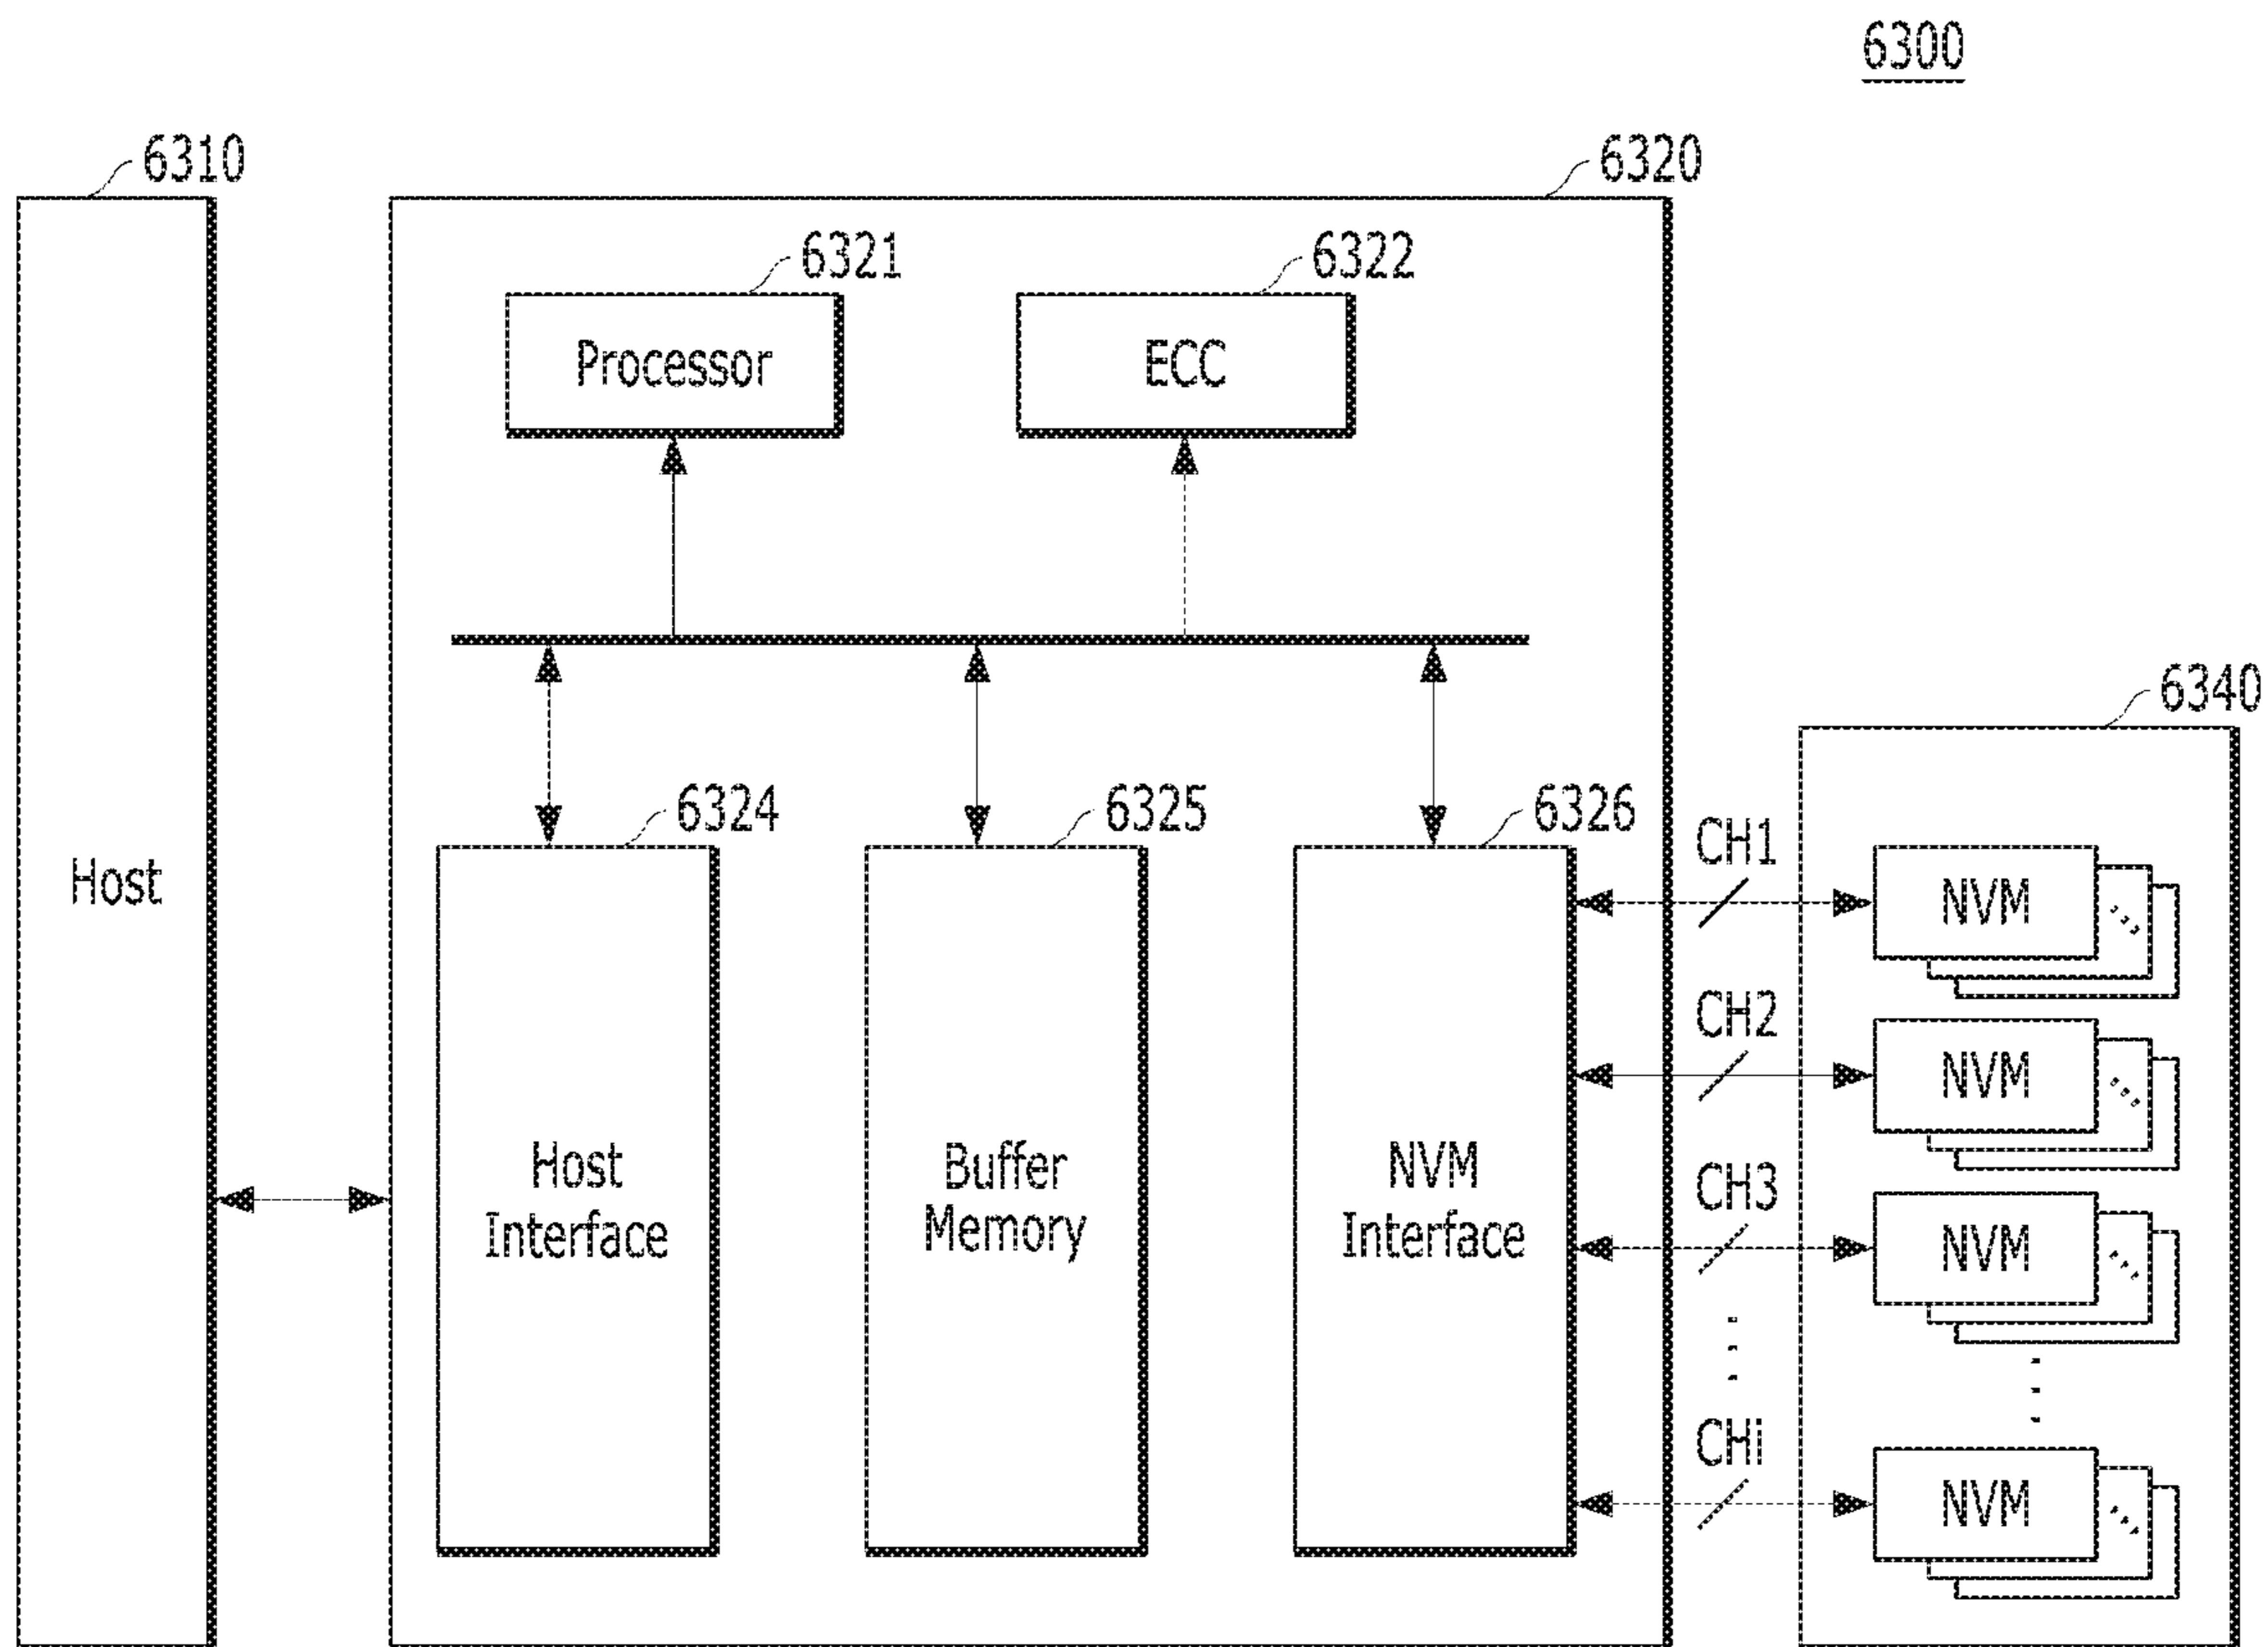 6300
6310
6320
6321
6322
Processor
ECC
6340
6324
6325
6326
CH1
Host
NVM
CH2
NVM
Host
Interface
Buffer
Memory
NVM
Interface
CH3
NVM
CHi
NVM